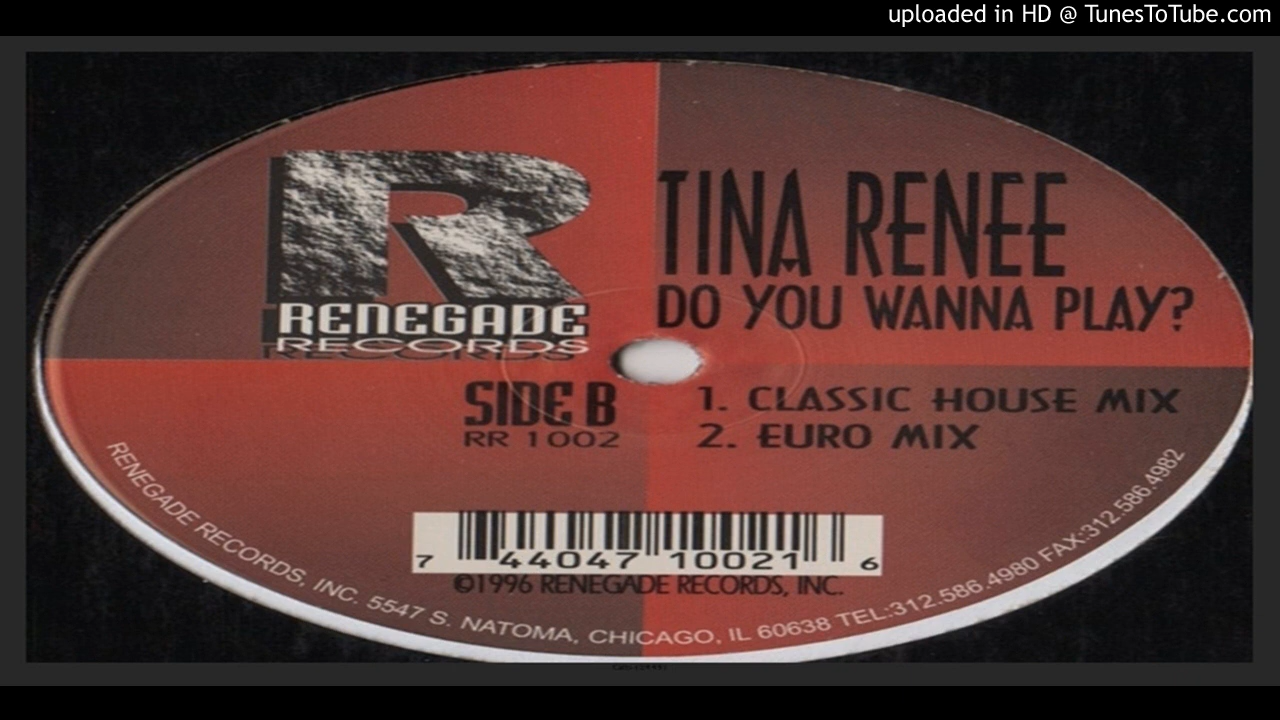 uploaded in HD @ TunesToTube.com
R
RENEGADE
RECORDS
TINA RENEE
DO YOU WANNA PLAY?
SIDE B
RR 1002
1. CLASSIC HOUSE MIX
2. EURO MIX
7 44047 10021 6
©1996 RENEGADE RECORDS, INC.
RENEGADE RECORDS, INC. 5547 S. NATOMA, CHICAGO, IL 60638 TEL:312.586.4980 FAX:312.586.4982